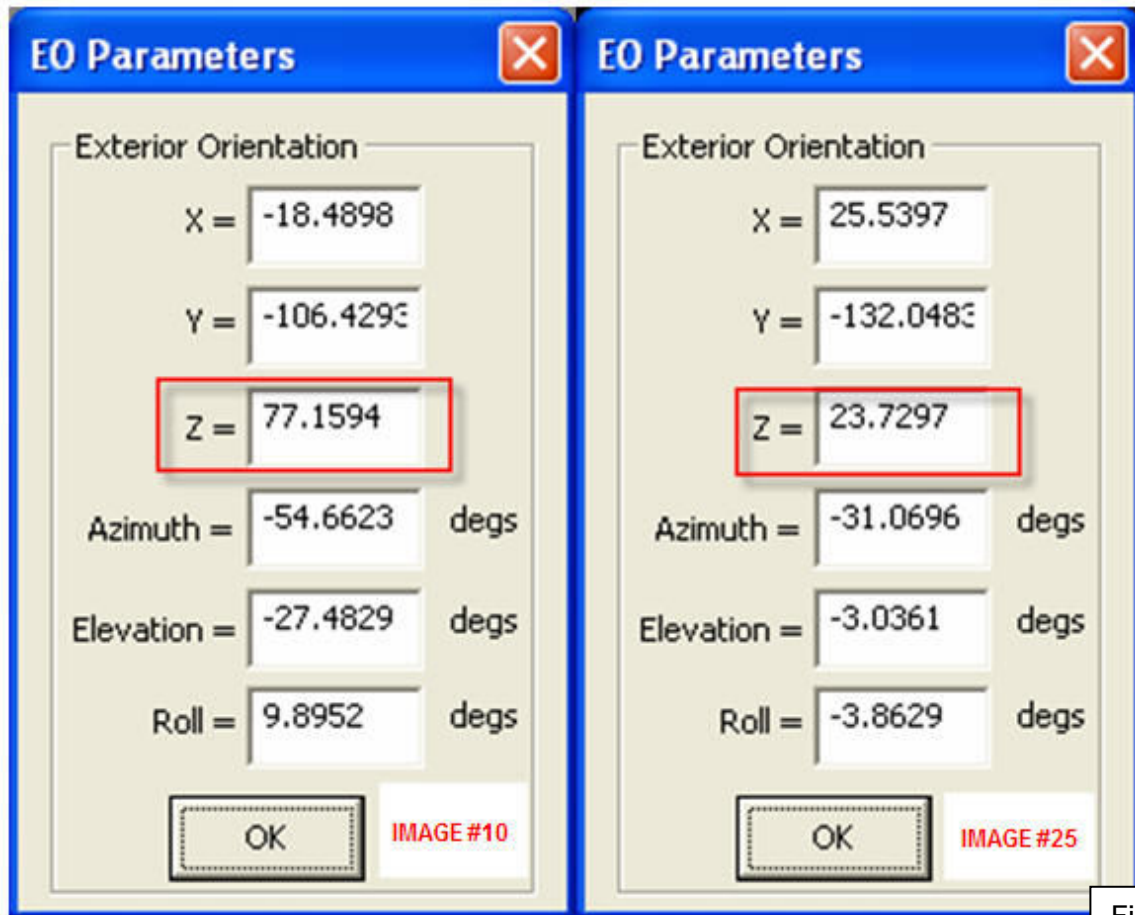 EO Parameters
Exterior Orientation
X = -18.4898
Y = -106.4293
Z = 77.1594
Azimuth = -54.6623 degs
Elevation = -27.4829 degs
Roll = 9.8952 degs
OK
IMAGE #10
EO Parameters
Exterior Orientation
X = 25.5397
Y = -132.0483
Z = 23.7297
Azimuth = -31.0696 degs
Elevation = -3.0361 degs
Roll = -3.8629 degs
OK
IMAGE #25